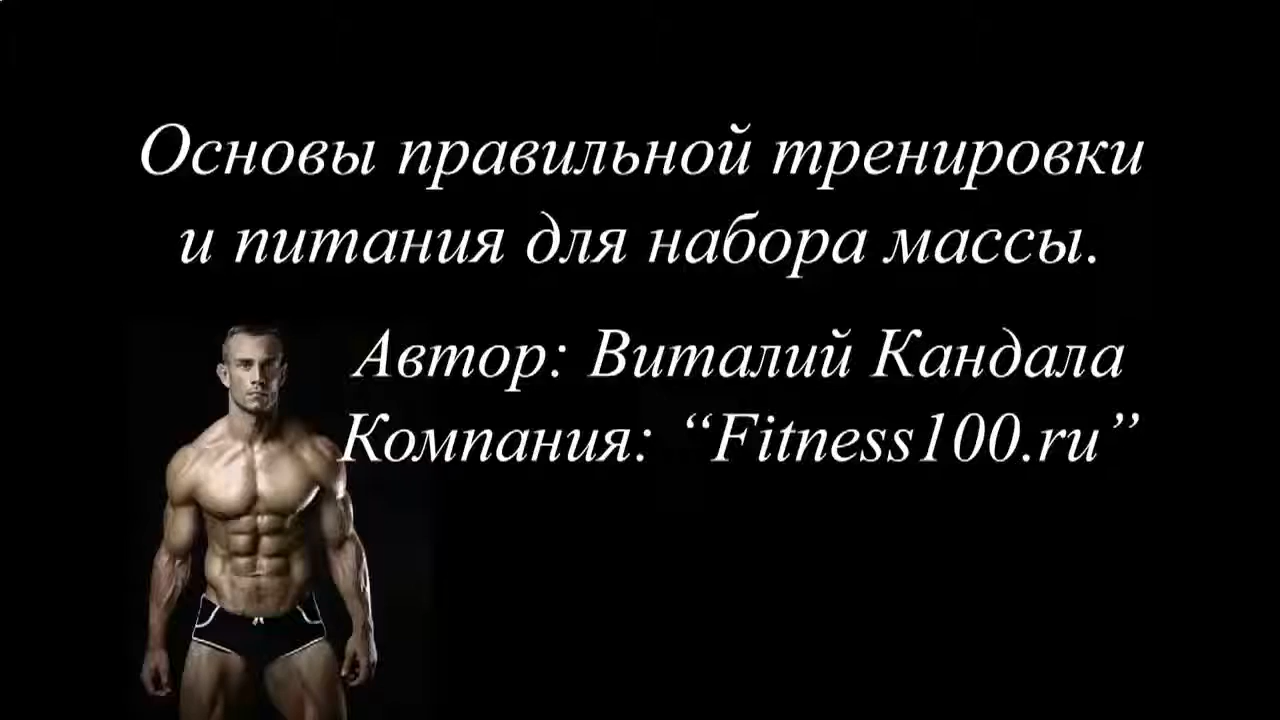 Основы правильной тренировки
и питания для набора массы.
Автор: Виталий Кандала
Компания: “Fitness100.ru”